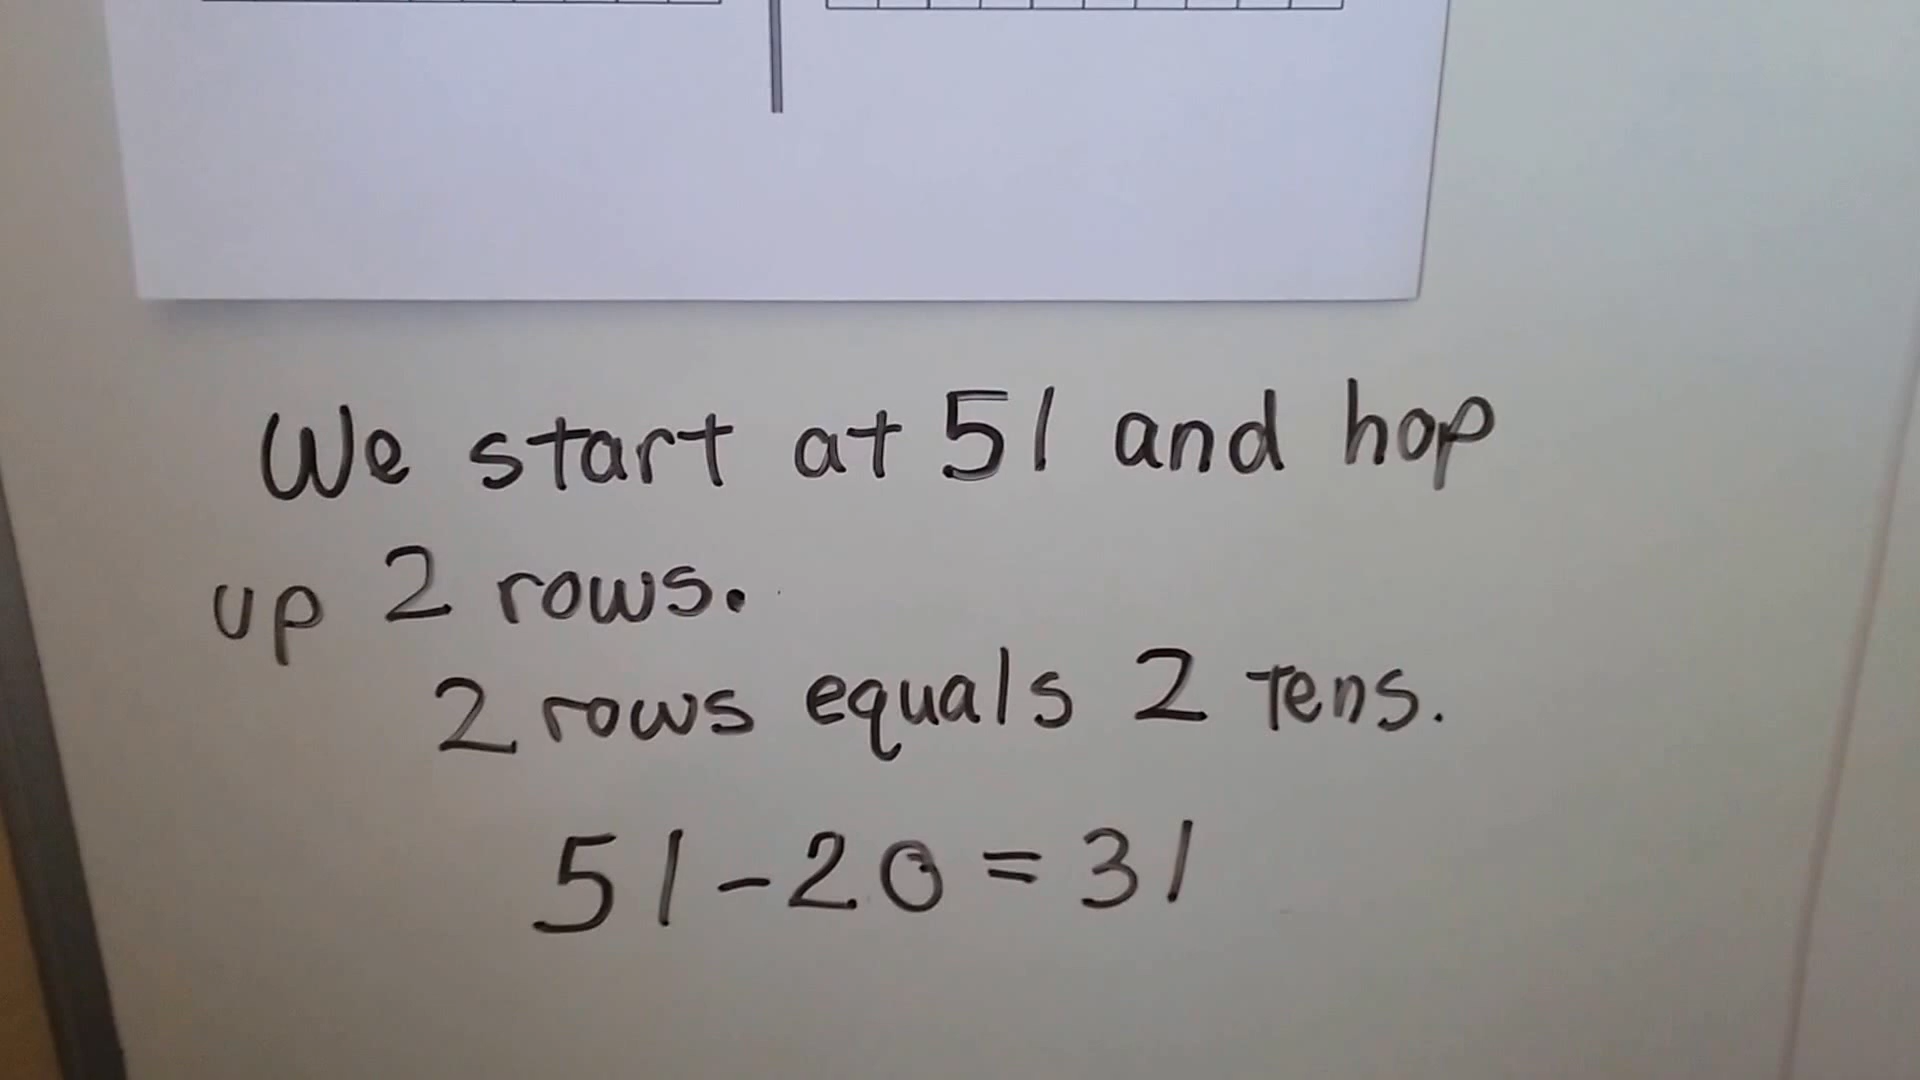 We start at 51 and hop
up 2 rows.
2 rows equals 2 tens.
51-20=31